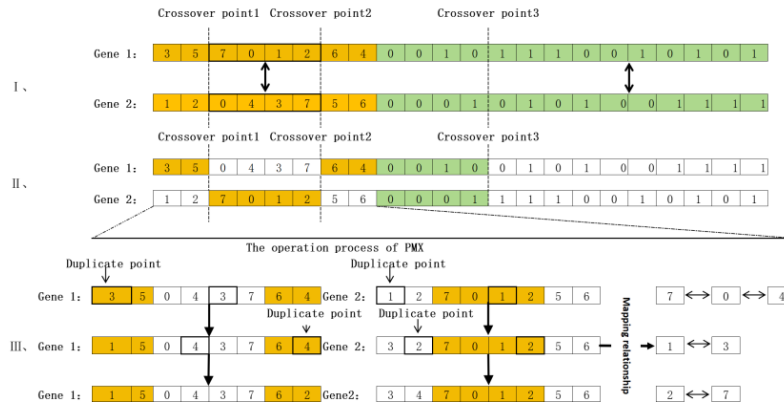 Crossover point1 Crossover point2 Crossover point3
Gene 1: 3 5 7 0 1 2 6 4 0 0 1 0 1 1 1 0 0 1 0 1 0 1
I、
Gene 2: 1 2 0 4 3 7 5 6 0 0 0 1 0 1 0 1 0 0 1 1 1 1
Crossover point1 Crossover point2 Crossover point3
Gene 1: 3 5 0 4 3 7 6 4 0 0 1 0 0 1 0 1 0 0 1 1 1 1
II、
Gene 2: 1 2 7 0 1 2 5 6 0 0 0 1 1 1 1 0 0 1 0 1 0 1
The operation process of PMX
Duplicate point Duplicate point
Gene 1: 3 5 0 4 3 7 6 4 Gene 2: 1 2 7 0 1 2 5 6 7 0 4
Duplicate point Duplicate point
III、 Gene 1: 1 5 0 4 3 7 6 4 Gene 2: 3 2 7 0 1 2 5 6 Mapping relationship 1 3
Gene 1: 1 5 0 4 3 7 6 2 Gene2: 3 4 7 0 1 2 5 6 2 7